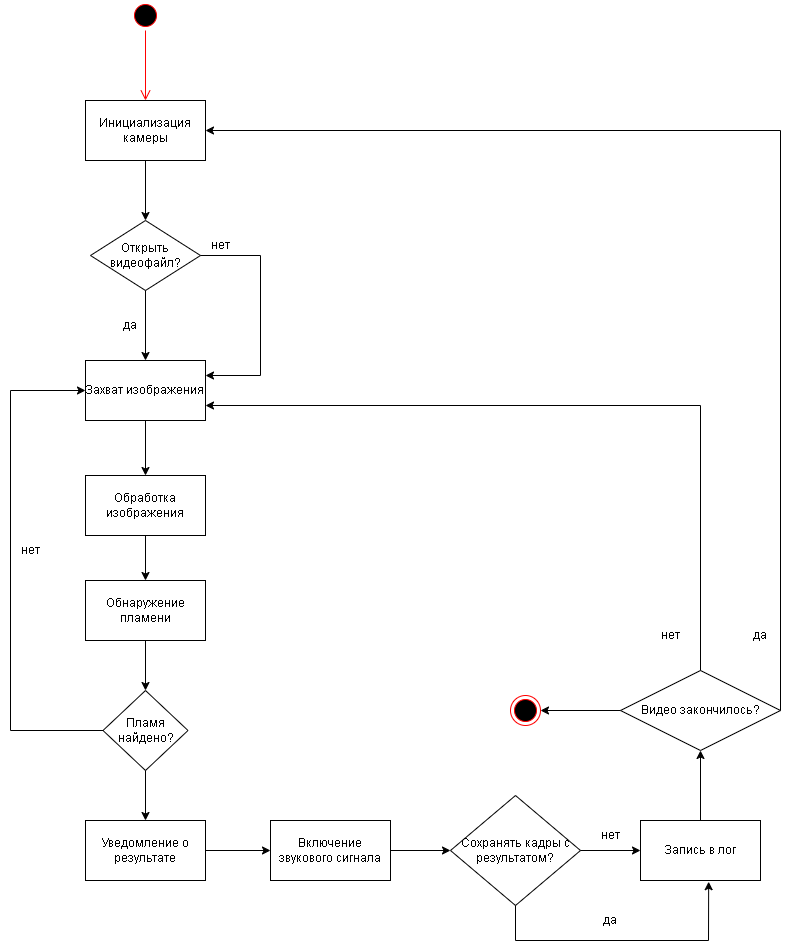 Инициализация
камеры
Открыть
видеофайл?
нет
да
Захват изображения
Обработка
изображения
нет
Обнаружение
пламени
нет
да
Пламя
найдено?
Видео закончилось?
Уведомление о
результате
Включение
звукового сигнала
Сохранять кадры с
результатом?
нет
Запись в лог
да